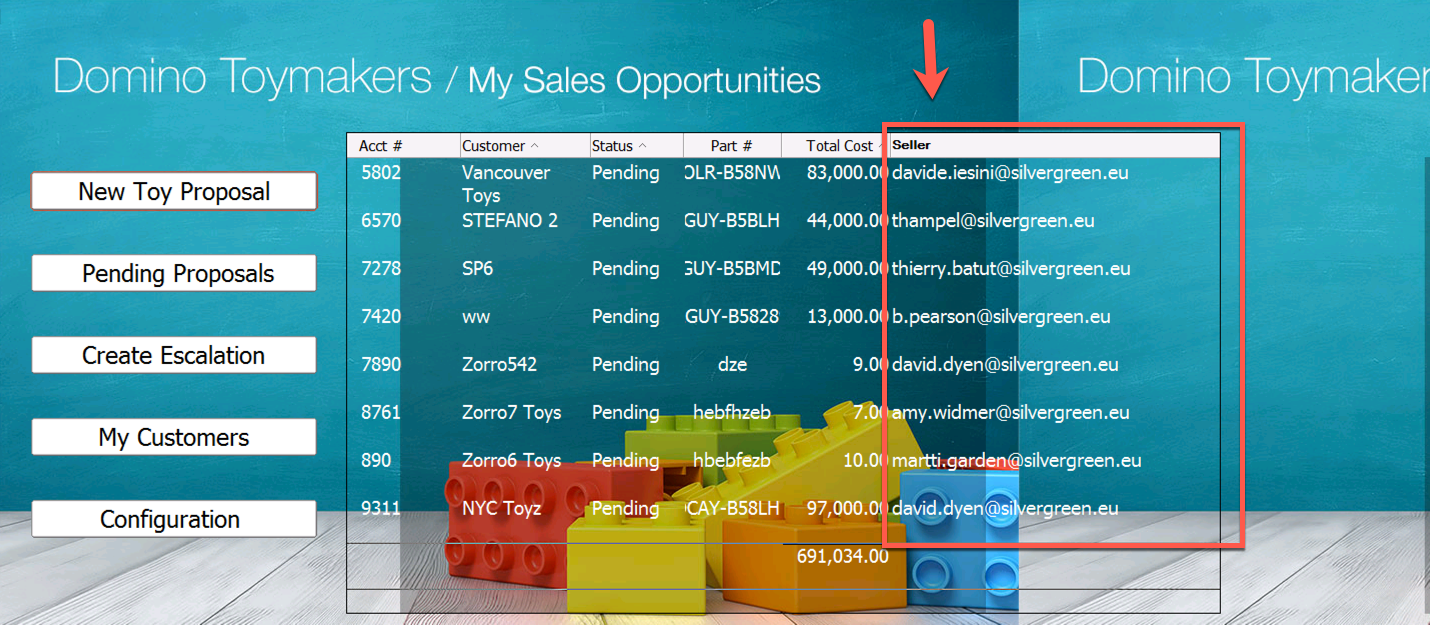 Domino Toymakers / My Sales Opportunities
Domino Toymaker
New Toy Proposal
Pending Proposals
Create Escalation
My Customers
Configuration
Acct # Customer Status Part # Total Cost Seller
5802 Vancouver Pending 83,000.00 davide.iesini@silvergreen.eu
Toys
6570 STEFANO 2 Pending GUY-B5BLH 44,000.00 thampel@silvergreen.eu
7278 SP6 Pending GUY-B5BMD 49,000.00 thierry.batut@silvergreen.eu
7420 ww Pending GUY-B5828 13,000.00 b.pearson@silvergreen.eu
7890 Zorro542 Pending dze 9.00 david.dyen@silvergreen.eu
8761 Zorro7 Toys Pending hebfhzeb 7.00 amy.widmer@silvergreen.eu
890 Zorro6 Toys Pending hbebfezb 10.00 martti.garden@silvergreen.eu
9311 NYC Toyz Pending CAY-B58LH 97,000.00 david.dyen@silvergreen.eu
691,034.00